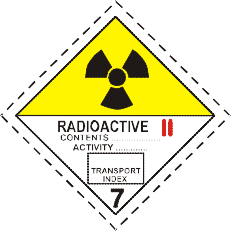 RADIOACTIVE II
CONTENTS...............
ACTIVITY...............
TRANSPORT
INDEX
7